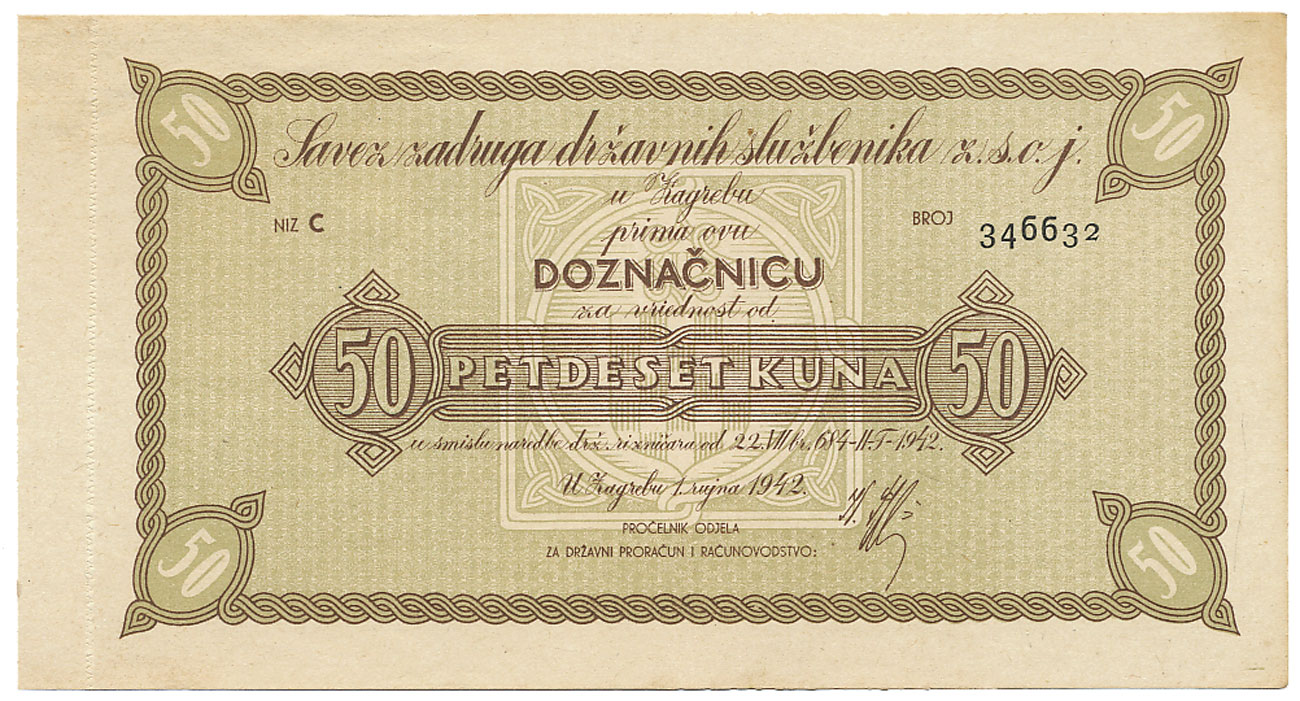 50 50
Savez zadruga državnih službenika z. s. o. j.
u Zagrebu
NIZ C
BROJ 346632
prima ovu
DOZNAČNICU
za vriednost od
50 PETDESET KUNA 50
u smislu naredbe drž. rizničara od 22.VII br. 684-II-T-1942.
U Zagrebu 1. rujna 1942.
PROČELNIK ODJELA
ZA DRŽAVNI PRORAČUN I RAČUNOVODSTVO:
50 50